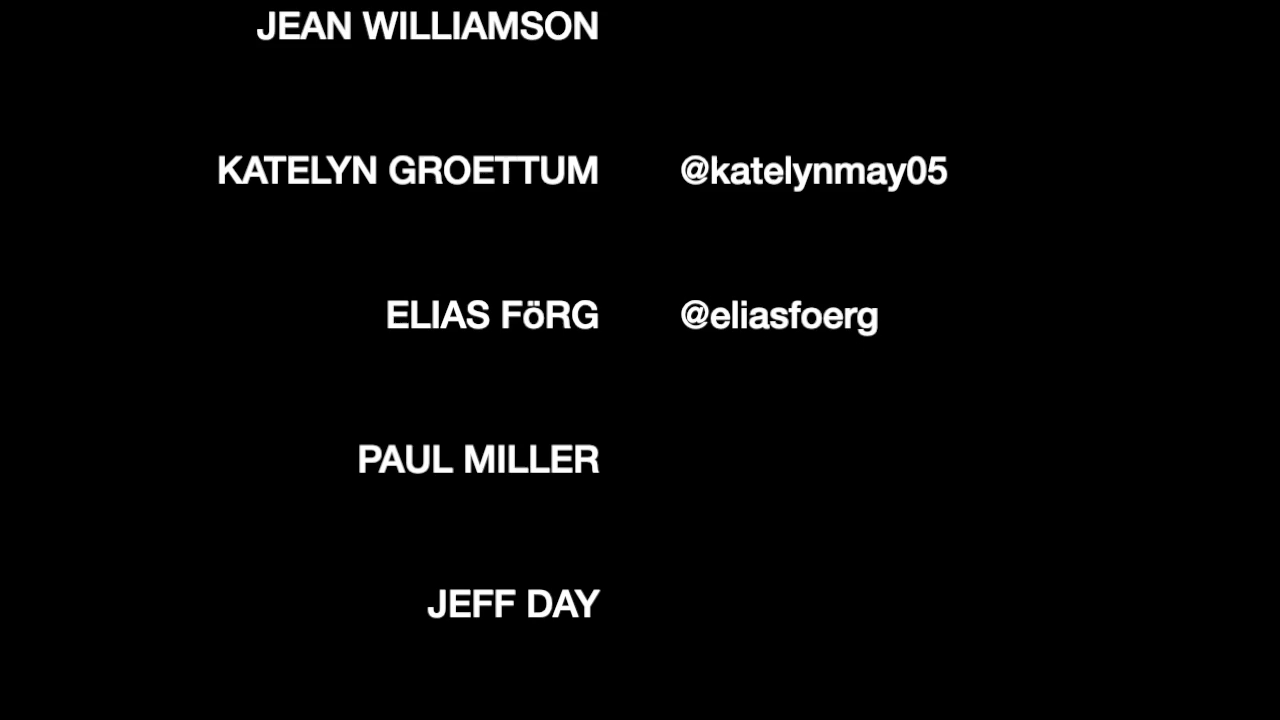 JEAN WILLIAMSON
KATELYN GROETTUM @katelynmay05
ELIAS FöRG @eliasfoerg
PAUL MILLER
JEFF DAY